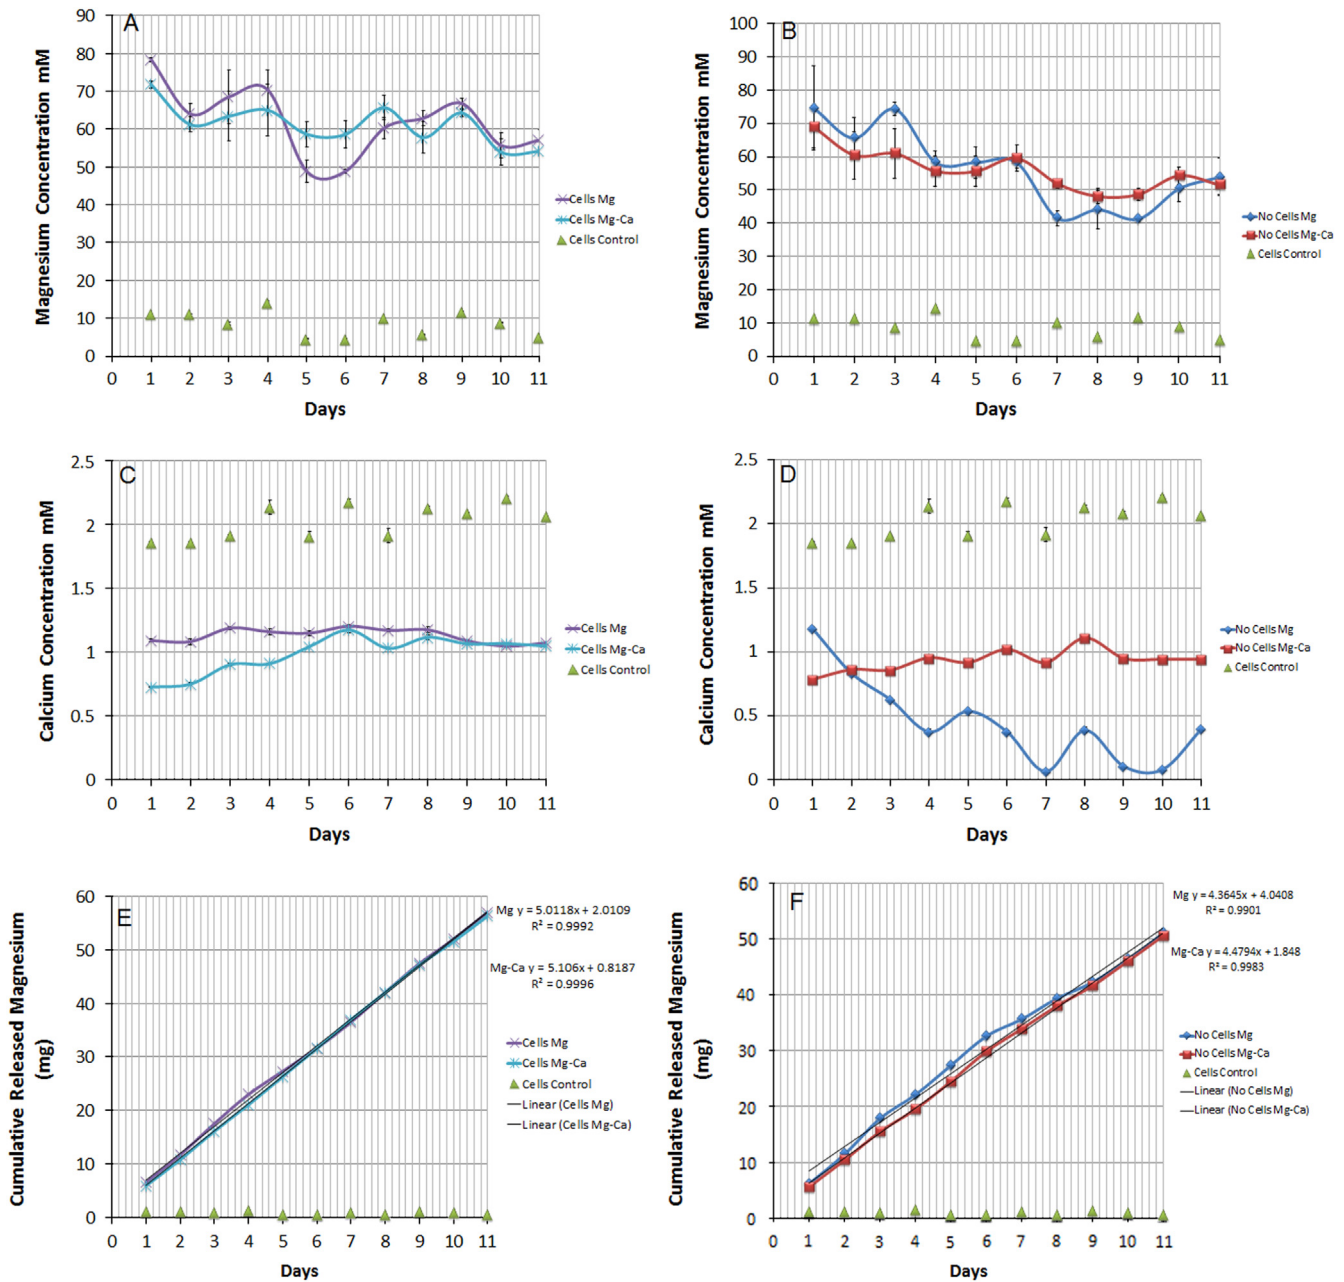 A
Magnesium Concentration mM
90
80
70
60
50
40
30
20
10
0
0 1 2 3 4 5 6 7 8 9 10 11
Days
Cells Mg
Cells Mg-Ca
Cells Control
B
Magnesium Concentration mM
100
90
80
70
60
50
40
30
20
10
0
0 1 2 3 4 5 6 7 8 9 10 11
Days
No Cells Mg
No Cells Mg-Ca
Cells Control
C
Calcium Concentration mM
2.5
2
1.5
1
0.5
0
0 1 2 3 4 5 6 7 8 9 10 11
Days
Cells Mg
Cells Mg-Ca
Cells Control
D
Calcium Concentration mM
2.5
2
1.5
1
0.5
0
0 1 2 3 4 5 6 7 8 9 10 11
Days
No Cells Mg
No Cells Mg-Ca
Cells Control
E
Cumulative Released Magnesium
(mg)
60
50
40
30
20
10
0
0 1 2 3 4 5 6 7 8 9 10 11
Days
Mg y = 5.0118x + 2.0109
R² = 0.9992
Mg-Ca y = 5.106x + 0.8187
R² = 0.9996
Cells Mg
Cells Mg-Ca
Cells Control
Linear (Cells Mg)
Linear (Cells Mg-Ca)
F
Cumulative Released Magnesium
(mg)
60
50
40
30
20
10
0
0 1 2 3 4 5 6 7 8 9 10 11
Days
Mg y = 4.3645x + 4.0408
R² = 0.9901
Mg-Ca y = 4.4794x + 1.848
R² = 0.9983
No Cells Mg
No Cells Mg-Ca
Cells Control
Linear (No Cells Mg)
Linear (No Cells Mg-Ca)